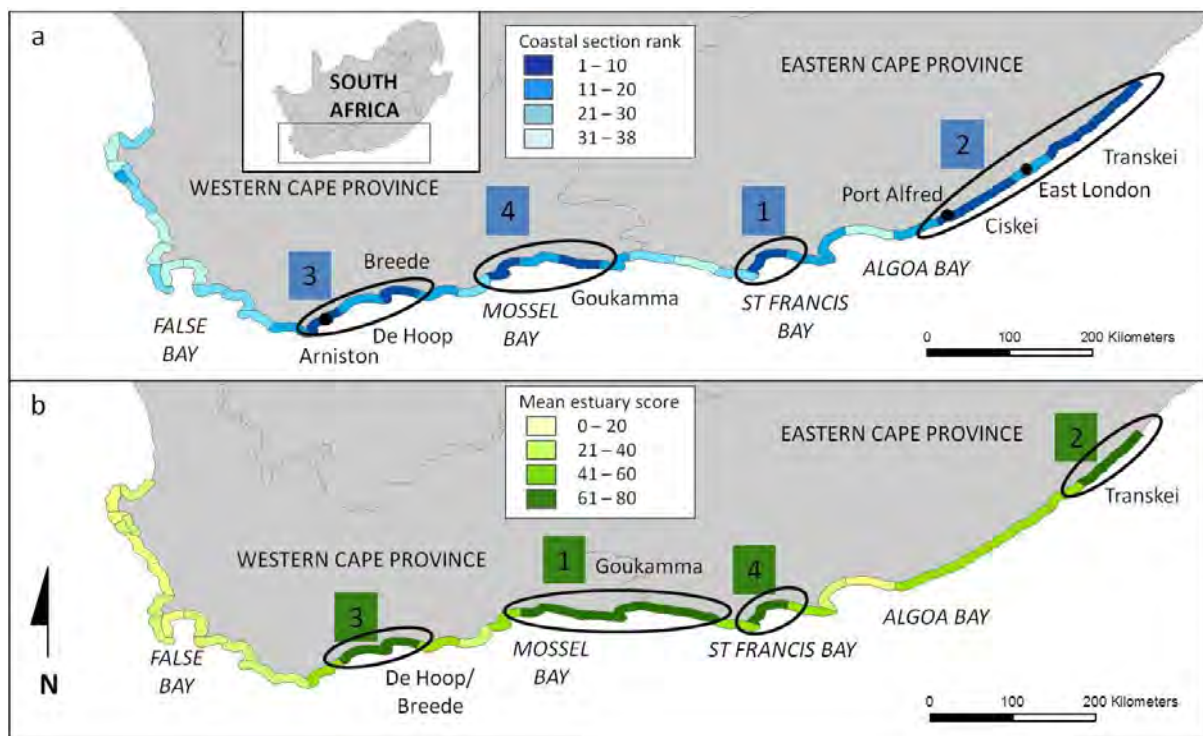 a
SOUTH
AFRICA
Coastal section rank
1 – 10
11 – 20
21 – 30
31 – 38
EASTERN CAPE PROVINCE
WESTERN CAPE PROVINCE
2
Transkei
Port Alfred
East London
Ciskei
4
1
3
Breede
ALGOA BAY
MOSSEL
BAY
Goukamma
ST FRANCIS
BAY
FALSE
BAY
De Hoop
Arniston
0 100 200 Kilometers
b
Mean estuary score
0 – 20
21 – 40
41 – 60
61 – 80
EASTERN CAPE PROVINCE
2
Transkei
WESTERN CAPE PROVINCE
1
Goukamma
4
3
ALGOA BAY
FALSE
BAY
MOSSEL
BAY
ST FRANCIS BAY
De Hoop/
Breede
N
0 100 200 Kilometers